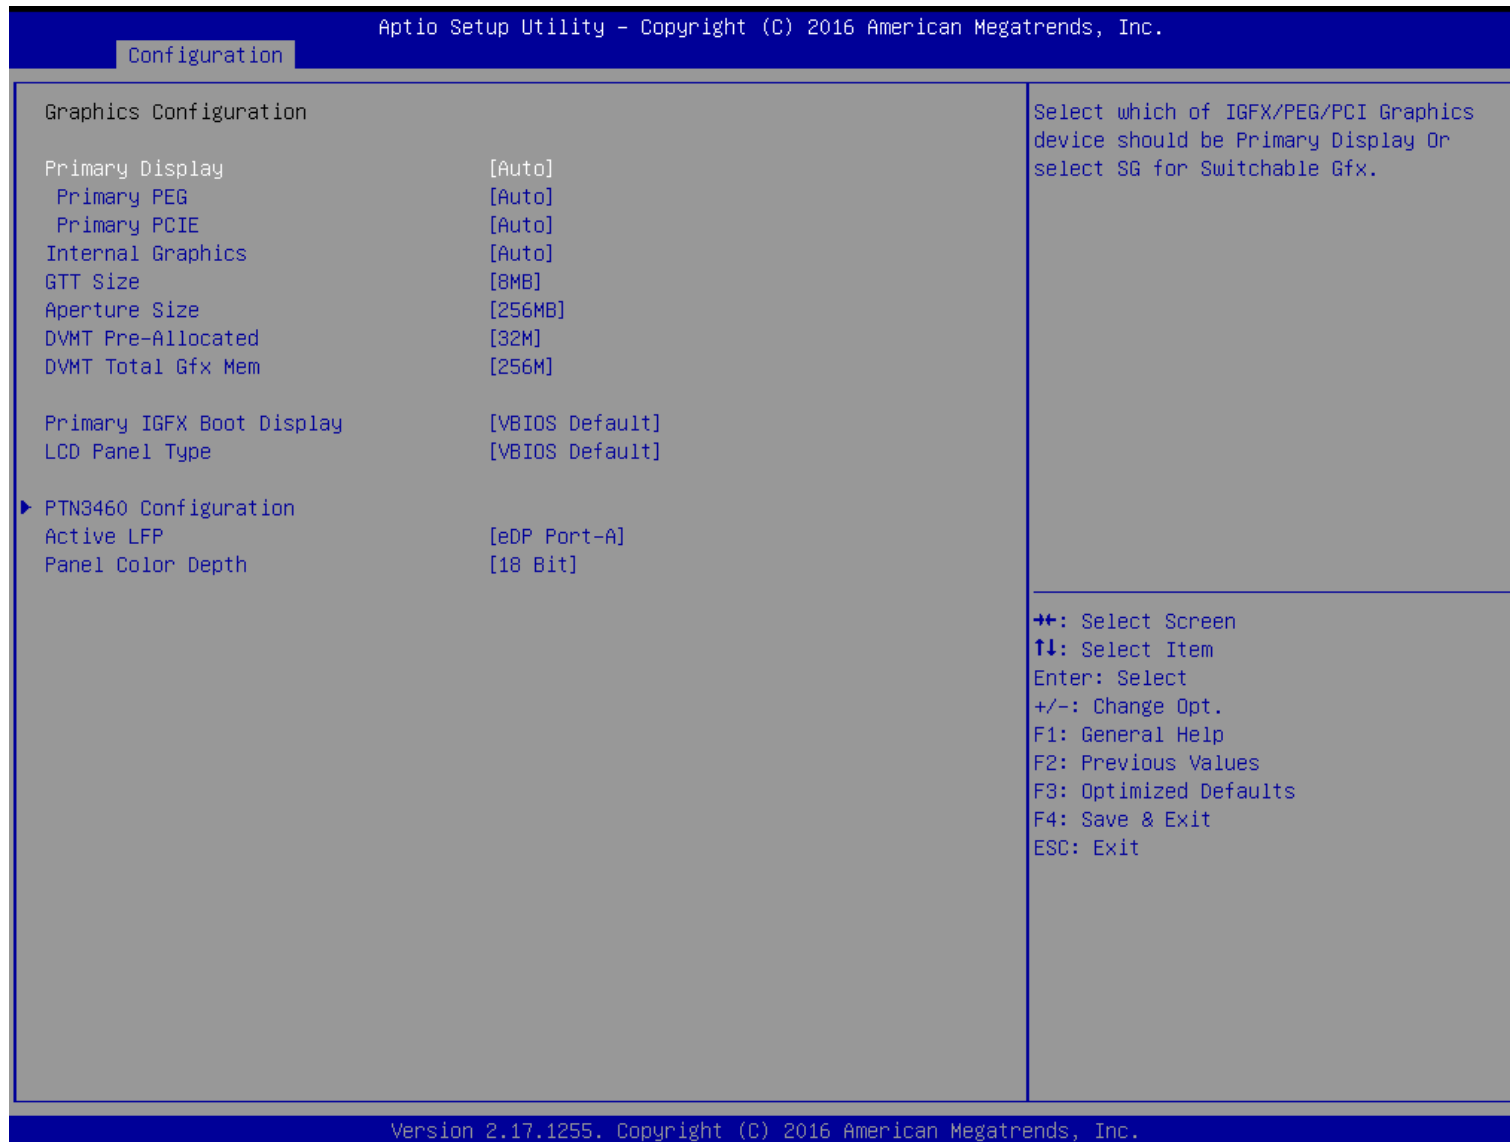 Aptio Setup Utility – Copyright (C) 2016 American Megatrends, Inc.
Configuration
Graphics Configuration
Primary Display [Auto]
Primary PEG [Auto]
Primary PCIE [Auto]
Internal Graphics [Auto]
GTT Size [8MB]
Aperture Size [256MB]
DVMT Pre-Allocated [32M]
DVMT Total Gfx Mem [256M]
Primary IGFX Boot Display [VBIOS Default]
LCD Panel Type [VBIOS Default]
PTN3460 Configuration
Active LFP [eDP Port-A]
Panel Color Depth [18 Bit]
Select which of IGFX/PEG/PCI Graphics
device should be Primary Display Or
select SG for Switchable Gfx.
→←: Select Screen
↑↓: Select Item
Enter: Select
+/-: Change Opt.
F1: General Help
F2: Previous Values
F3: Optimized Defaults
F4: Save & Exit
ESC: Exit
Version 2.17.1255. Copyright (C) 2016 American Megatrends, Inc.